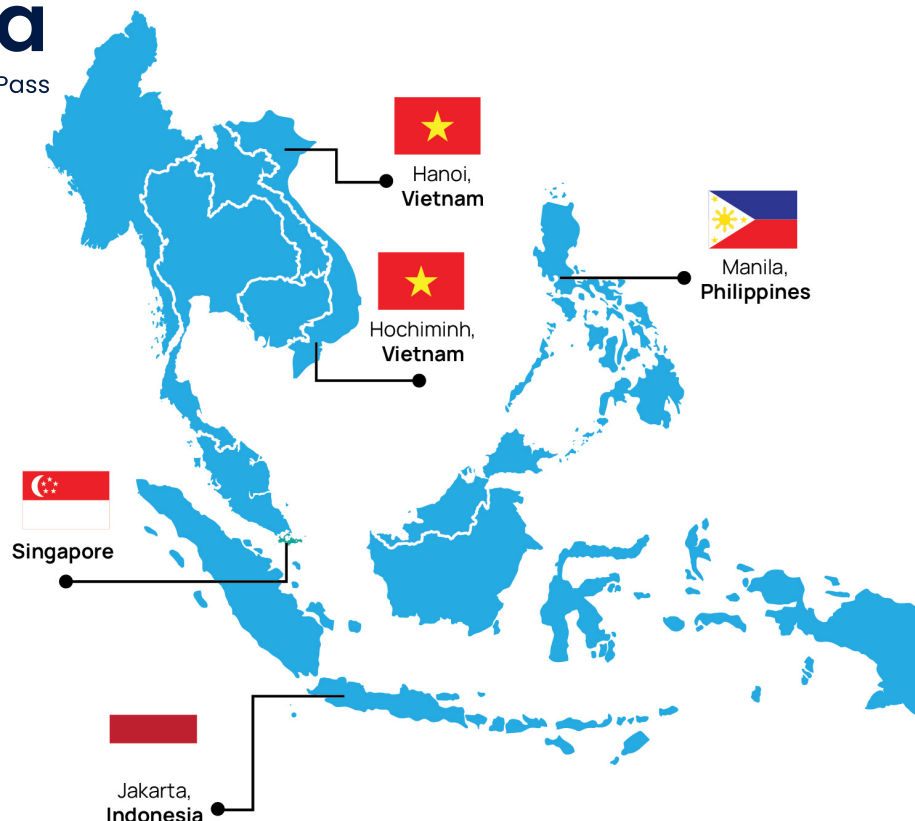 a
Pass
Hanoi,
Vietnam
Manila,
Philippines
Hochiminh,
Vietnam
Singapore
Jakarta,
Indonesia